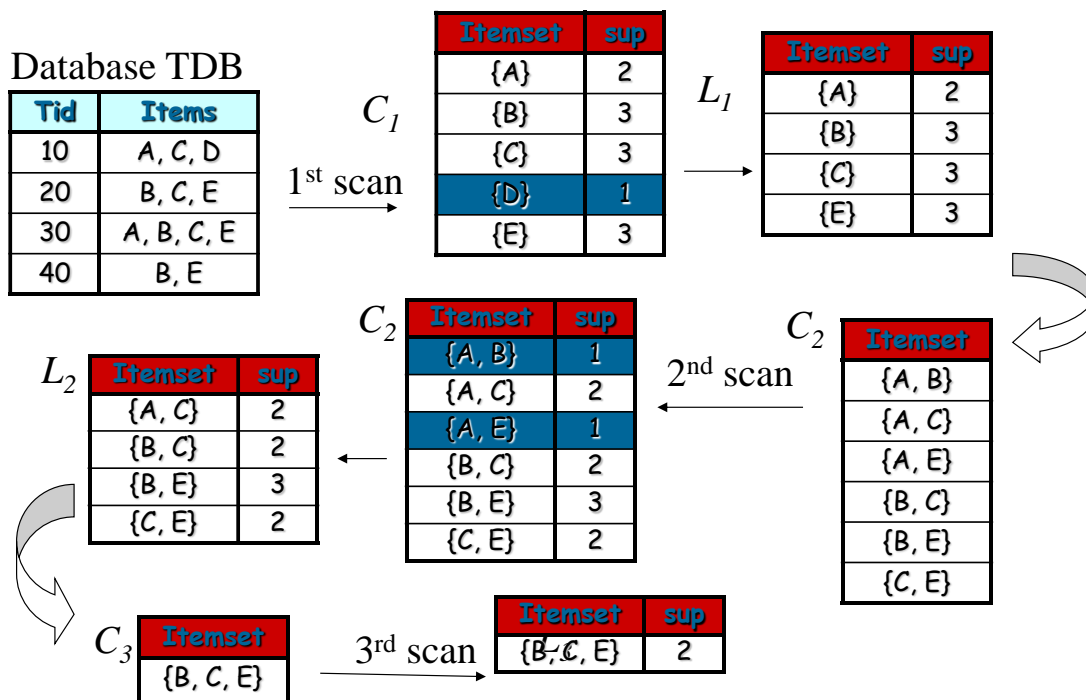 Database TDB
Tid Items
10 A, C, D
20 B, C, E
30 A, B, C, E
40 B, E
1st scan
C1
Itemset sup
{A} 2
{B} 3
{C} 3
{D} 1
{E} 3
L1
Itemset sup
{A} 2
{B} 3
{C} 3
{E} 3
C2
Itemset
{A, B}
{A, C}
{A, E}
{B, C}
{B, E}
{C, E}
2nd scan
C2
Itemset sup
{A, B} 1
{A, C} 2
{A, E} 1
{B, C} 2
{B, E} 3
{C, E} 2
L2
Itemset sup
{A, C} 2
{B, C} 2
{B, E} 3
{C, E} 2
C3
Itemset
{B, C, E}
3rd scan
Itemset sup
{B, C, E} 2